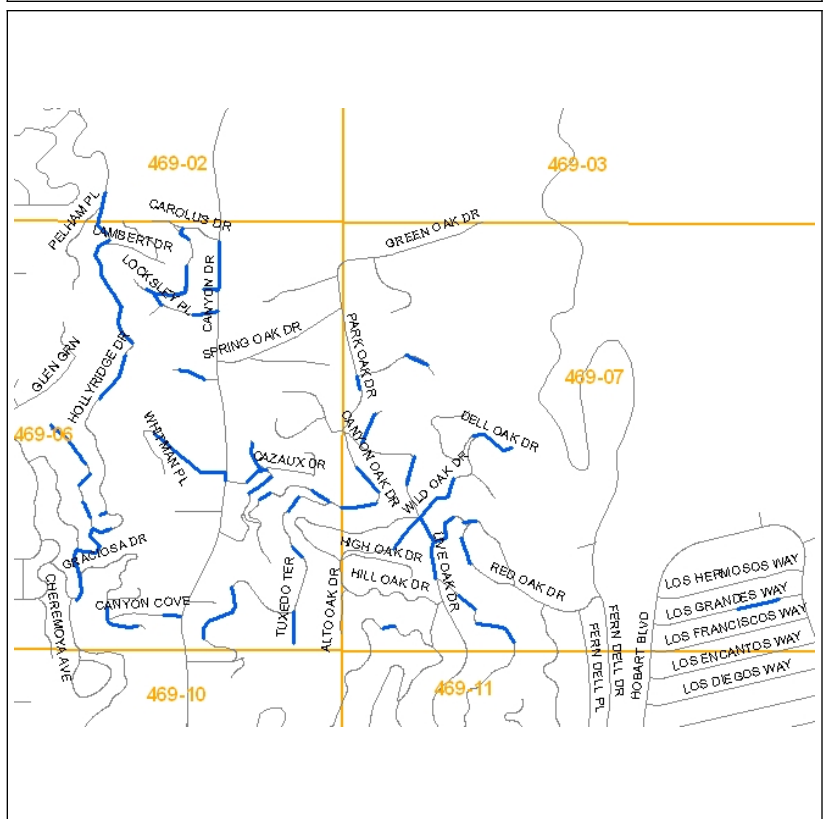 469-02
469-03
PELHAM PL
CAROLUS DR
LAMBERT DR
GREEN OAK DR
LOCKSLEY PL
CANYON DR
SPRING OAK DR
PARK OAK DR
GLEN GRN
HOLLYRIDGE DR
469-07
469-06
WHITMAN PL
CAZAUX DR
CANYON OAK DR
DELL OAK DR
WILD OAK DR
GRACIOSA DR
HIGH OAK DR
LIVE OAK DR
HILL OAK DR
RED OAK DR
CHEREMOYA AVE
CANYON COVE
TUXEDO TER
ALTO OAK DR
FERN DELL PL
FERN DELL DR
HOBART BLVD
LOS HERMOSOS WAY
LOS GRANDES WAY
LOS FRANCISCOS WAY
LOS ENCANTOS WAY
LOS DIEGOS WAY
469-10
469-11